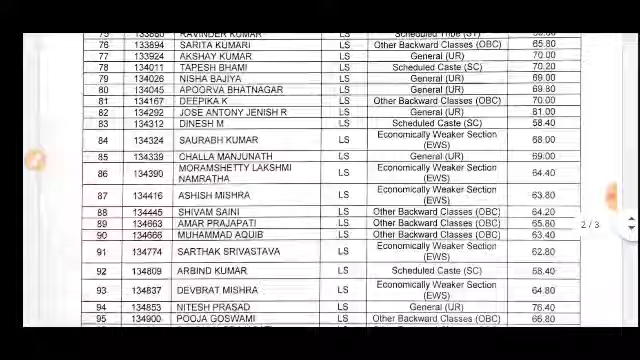 75 133880 RAVINDER KUMAR LS Scheduled Tribe (ST)
76 133894 SARITA KUMARI LS Other Backward Classes (OBC) 65.80
77 133924 AKSHAY KUMAR LS General (UR) 70.00
78 134011 TAPESH BHAMI LS Scheduled Caste (SC) 70.20
79 134026 NISHA BAJIYA LS General (UR) 69.00
80 134045 APOORVA BHATNAGAR LS General (UR) 69.80
81 134167 DEEPIKA K LS Other Backward Classes (OBC) 70.00
82 134292 JOSE ANTONY JENISH R LS General (UR) 81.00
83 134312 DINESH M LS Scheduled Caste (SC) 58.40
84 134324 SAURABH KUMAR LS Economically Weaker Section (EWS) 68.00
85 134339 CHALLA MANJUNATH LS General (UR) 69.00
86 134390 MORAMSHETTY LAKSHMI NAMRATHA LS Economically Weaker Section (EWS) 64.40
87 134416 ASHISH MISHRA LS Economically Weaker Section (EWS) 63.80
88 134445 SHIVAM SAINI LS Other Backward Classes (OBC) 64.20
89 134663 AMAR PRAJAPATI LS Other Backward Classes (OBC) 65.80
90 134666 MUHAMMAD AQUIB LS Other Backward Classes (OBC) 63.40
2/3
91 134774 SARTHAK SRIVASTAVA LS Economically Weaker Section (EWS) 62.80
92 134809 ARBIND KUMAR LS Scheduled Caste (SC) 58.40
93 134837 DEVBRAT MISHRA LS Economically Weaker Section (EWS) 64.80
94 134853 NITESH PRASAD LS General (UR) 76.40
95 134900 POOJA GOSWAMI LS Other Backward Classes (OBC) 66.80